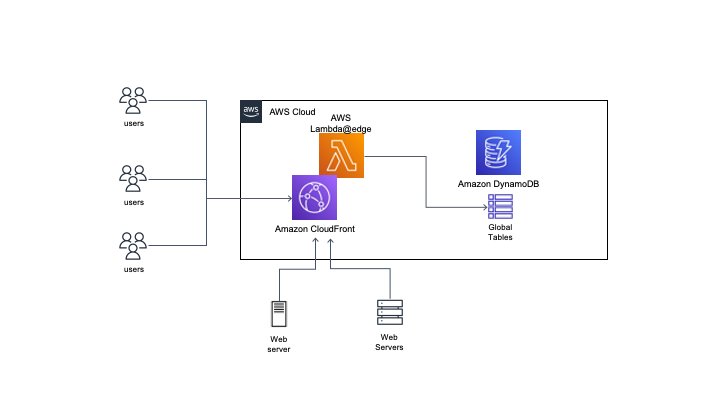 users
users
users
aws
AWS Cloud
AWS
Lambda@edge
Amazon CloudFront
Amazon DynamoDB
Global
Tables
Web
server
Web
Servers